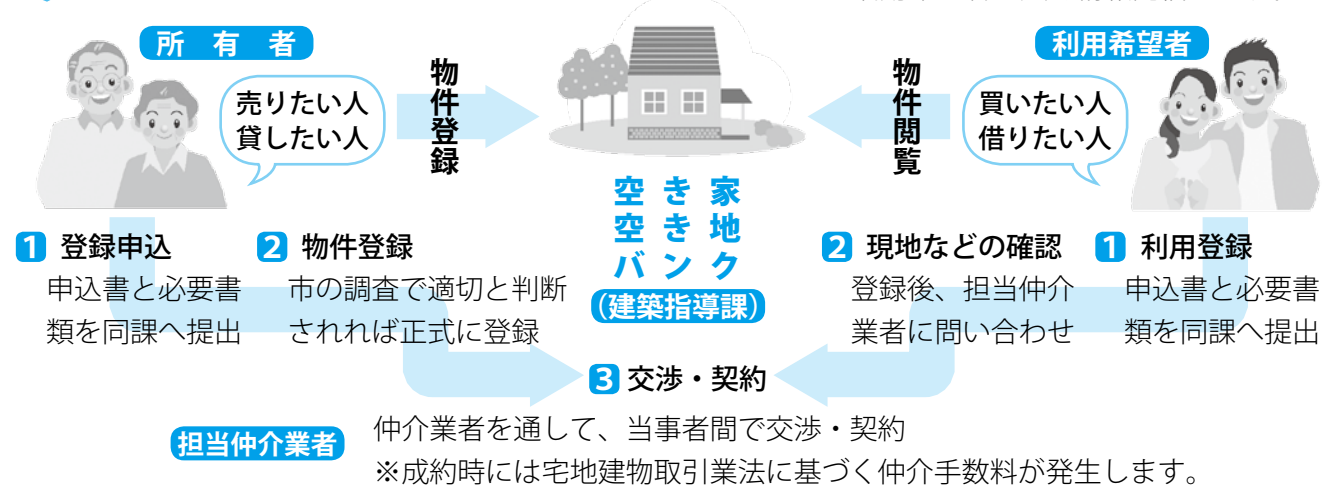 所有者
売りたい人
貸したい人
物件登録
利用希望者
買いたい人
借りたい人
物件閲覧
空き家
空き地
バンク
(建築指導課)
1 登録申込
申込書と必要書
類を同課へ提出
2 物件登録
市の調査で適切と判断
されれば正式に登録
2 現地などの確認
登録後、担当仲介
業者に問い合わせ
1 利用登録
申込書と必要書
類を同課へ提出
3 交渉・契約
担当仲介業者
仲介業者を通して、当事者間で交渉・契約
※成約時には宅地建物取引業法に基づく仲介手数料が発生します。